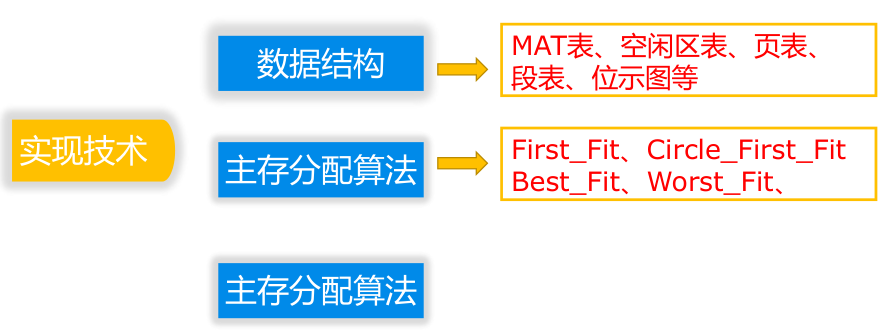 数据结构
MAT表、空闲区表、页表、
段表、位示图等
实现技术
主存分配算法
First_Fit、Circle_First_Fit
Best_Fit、Worst_Fit、
主存分配算法